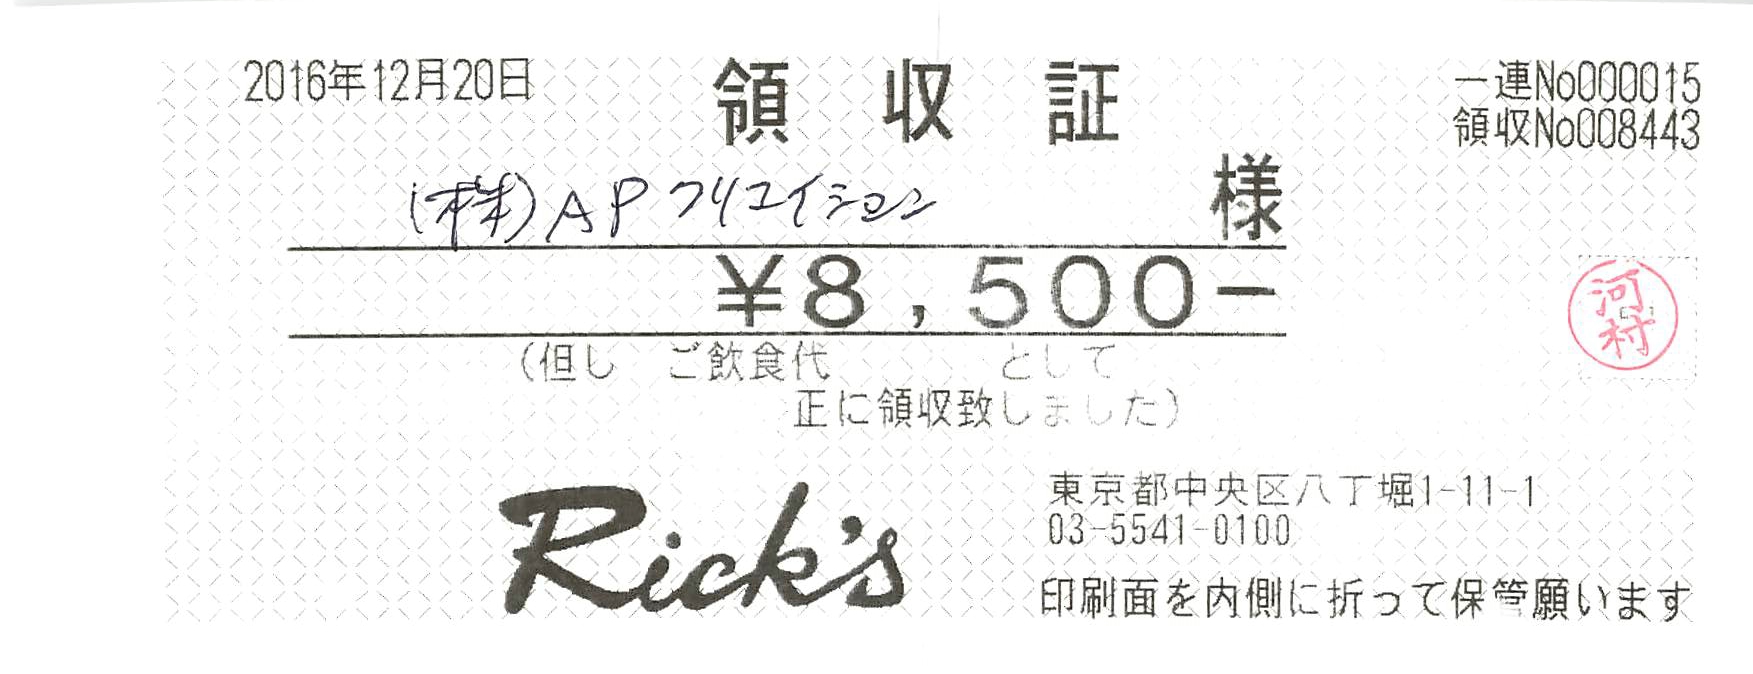 2016年12月20日
領収証
一連No000015
領収No008443
(株)APクリエイション 様
¥8,500-
(但し ご飲食代 として
正に領収致しました)
河村
Rick's
東京都中央区八丁堀1-11-1
03-5541-0100
印刷面を内側に折って保管願います